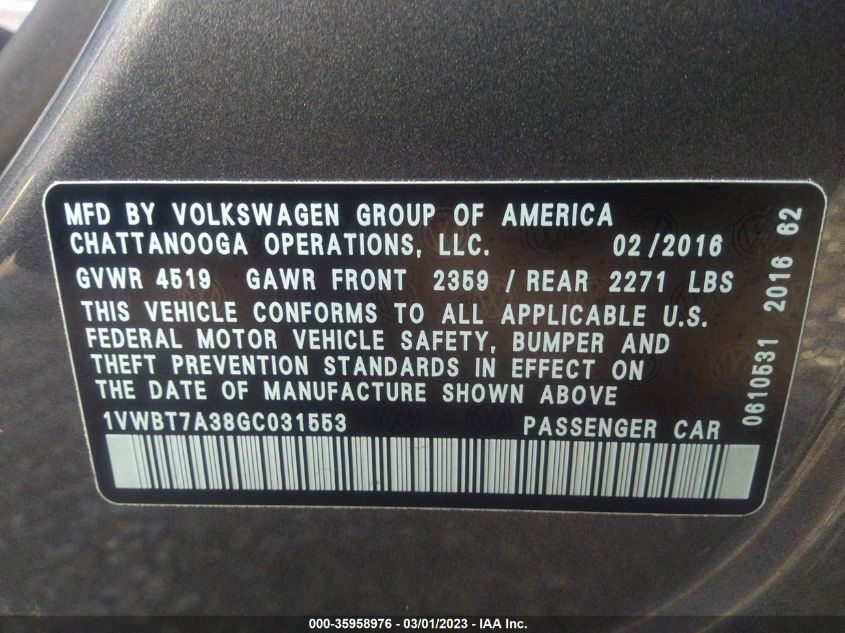 MFD BY VOLKSWAGEN GROUP OF AMERICA
CHATTANOOGA OPERATIONS, LLC. 02/2016
GVWR 4519 GAWR FRONT 2359 / REAR 2271 LBS
THIS VEHICLE CONFORMS TO ALL APPLICABLE U.S.
FEDERAL MOTOR VEHICLE SAFETY, BUMPER AND
THEFT PREVENTION STANDARDS IN EFFECT ON
THE DATE OF MANUFACTURE SHOWN ABOVE
1VWBT7A38GC031553 PASSENGER CAR
0610531 2016 62
000-35958976 / 03/01/2023 - IAA Inc.